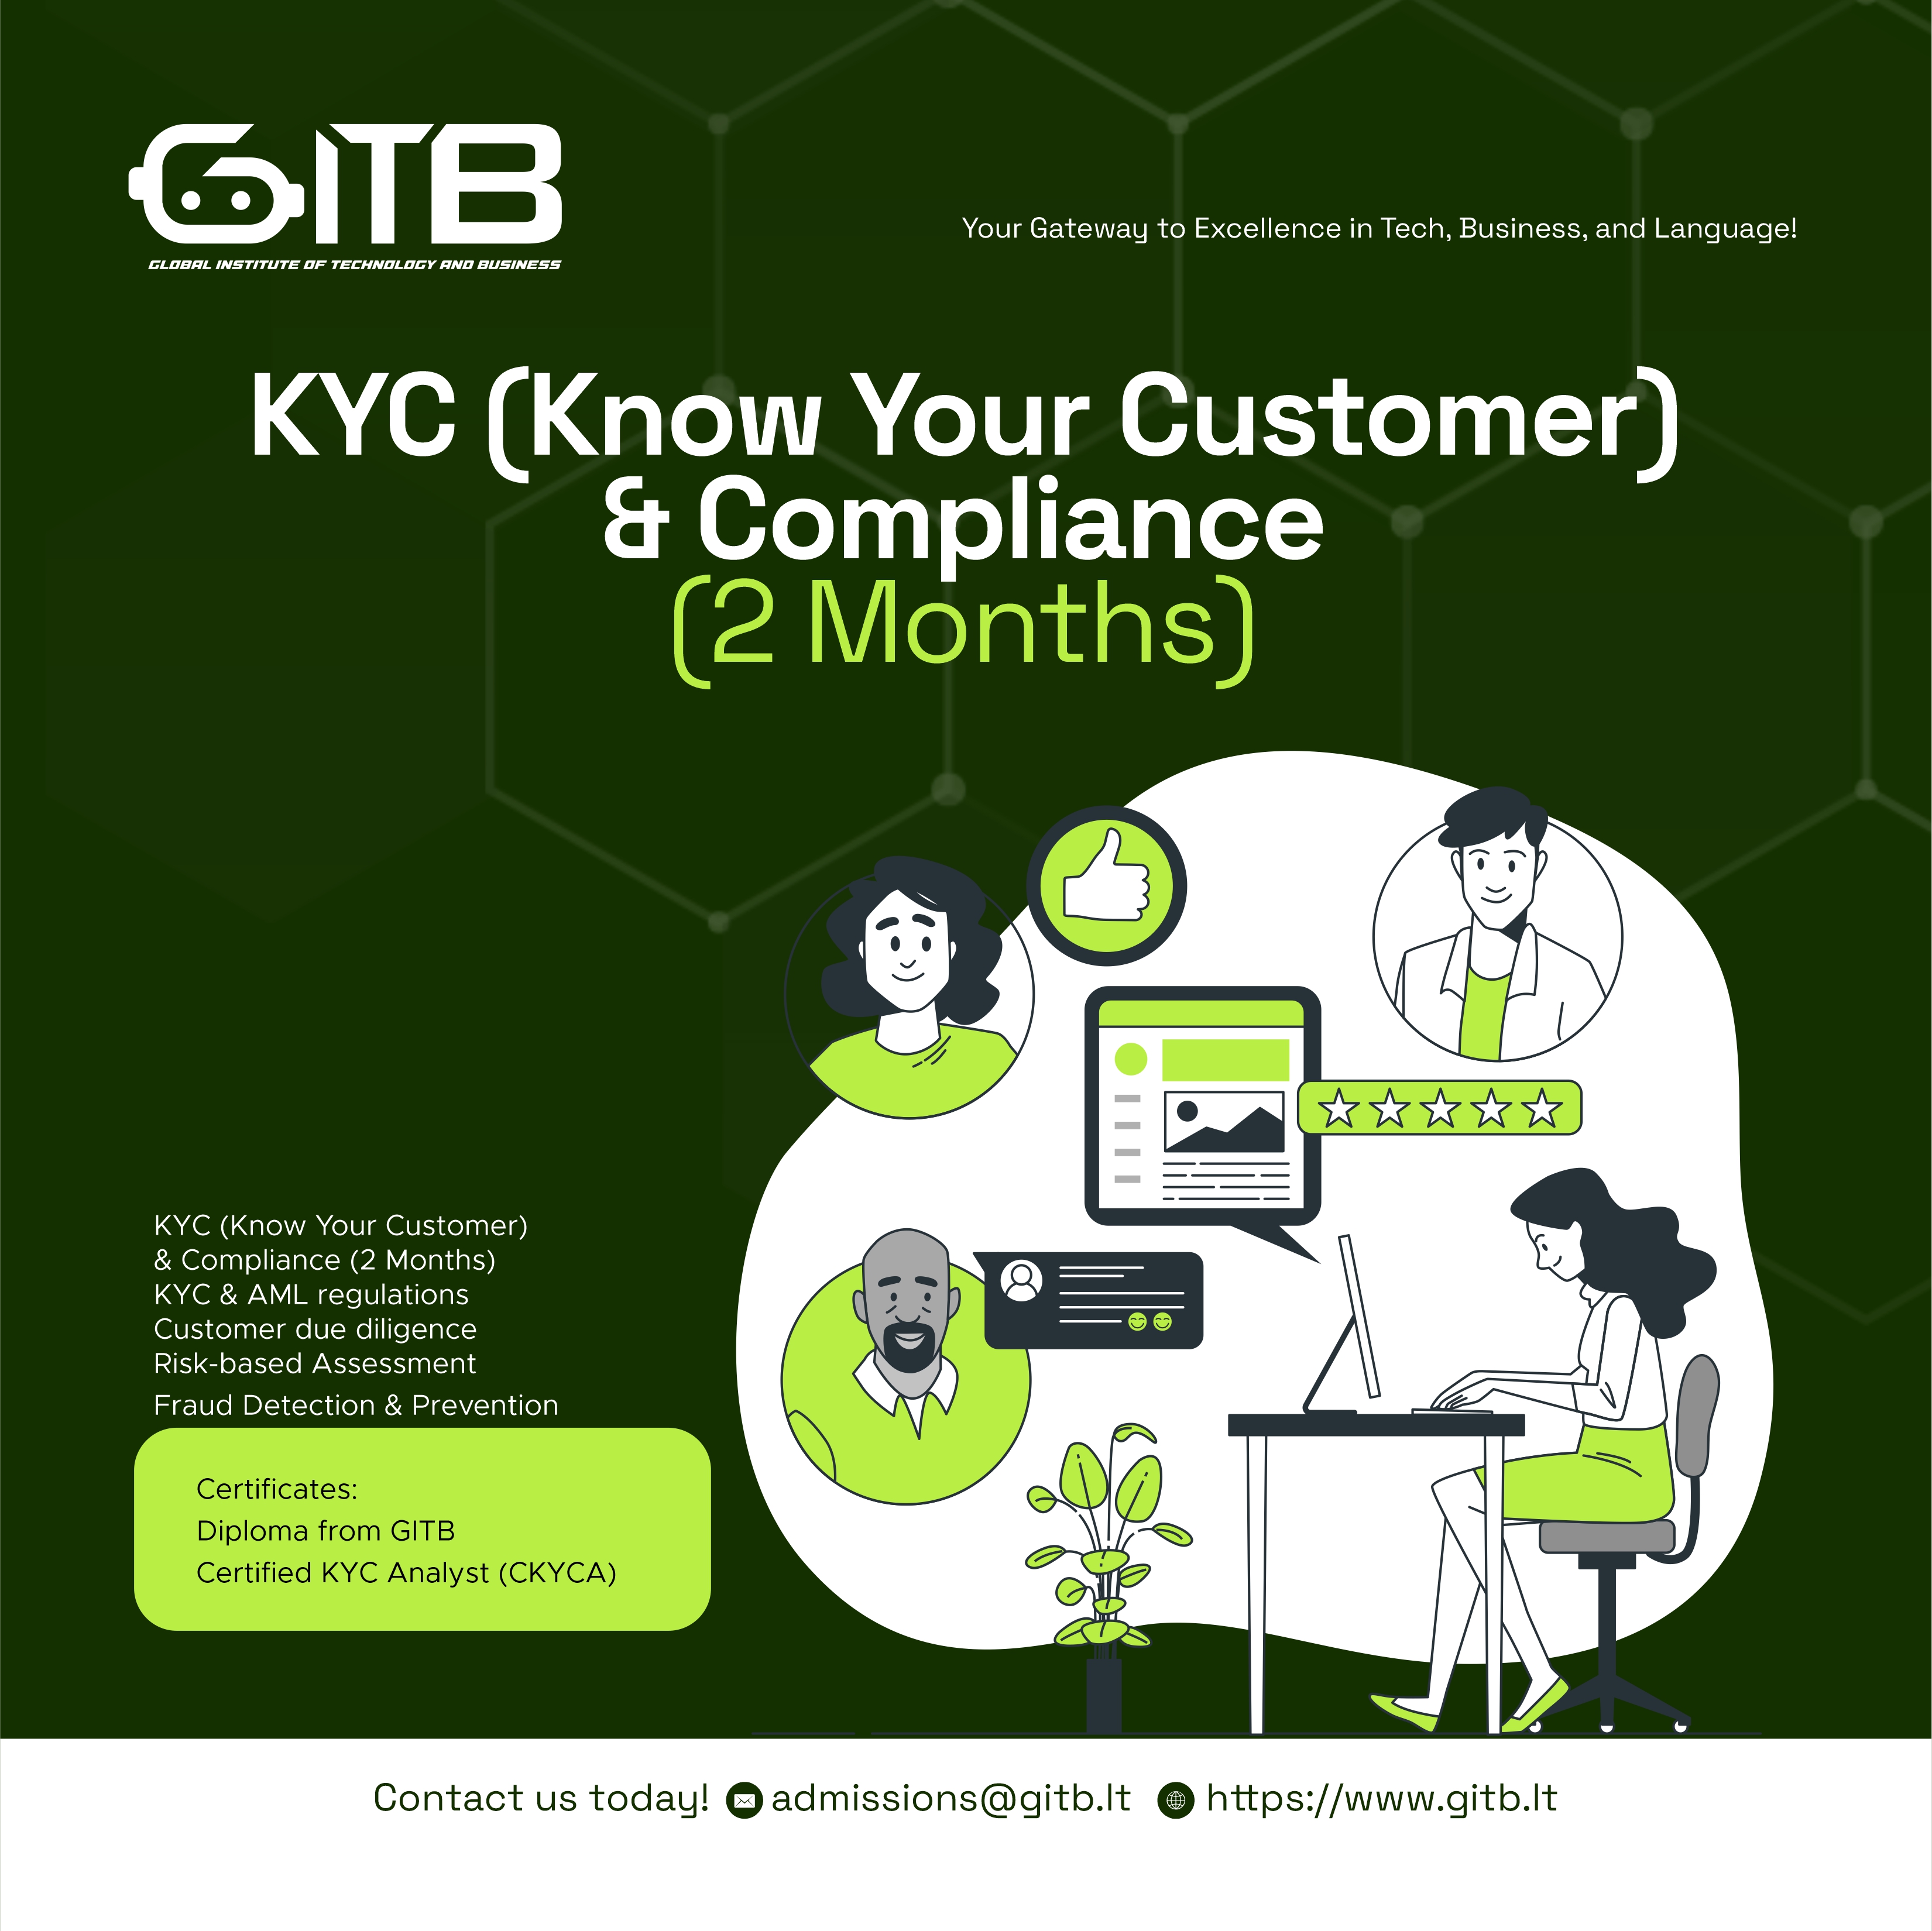 GITB
GLOBAL INSTITUTE OF TECHNOLOGY AND BUSINESS
Your Gateway to Excellence in Tech, Business, and Language!
KYC (Know Your Customer)
& Compliance
(2 Months)
KYC (Know Your Customer)
& Compliance (2 Months)
KYC & AML regulations
Customer due diligence
Risk-based Assessment
Fraud Detection & Prevention
Certificates:
Diploma from GITB
Certified KYC Analyst (CKYCA)
Contact us today! admissions@gitb.lt https://www.gitb.lt